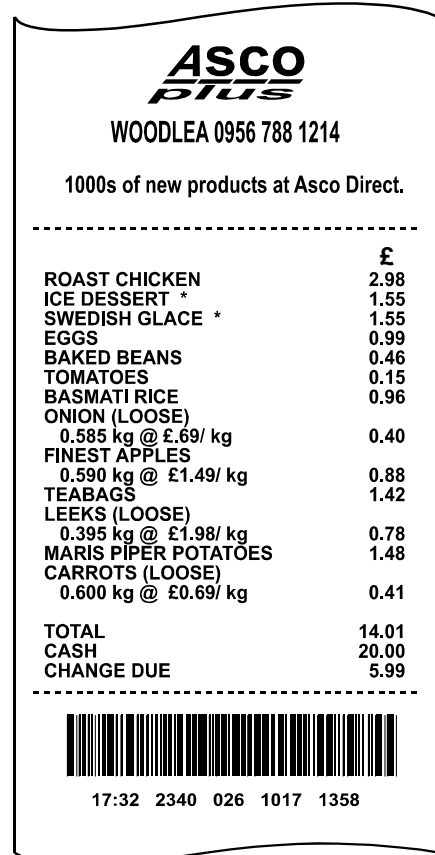 ASCO
plus
WOODLEA 0956 788 1214
1000s of new products at Asco Direct.
£
ROAST CHICKEN 2.98
ICE DESSERT * 1.55
SWEDISH GLACE * 1.55
EGGS 0.99
BAKED BEANS 0.46
TOMATOES 0.15
BASMATI RICE 0.96
ONION (LOOSE)
0.585 kg @ £.69/ kg 0.40
FINEST APPLES
0.590 kg @ £1.49/ kg 0.88
TEABAGS 1.42
LEEKS (LOOSE)
0.395 kg @ £1.98/ kg 0.78
MARIS PIPER POTATOES 1.48
CARROTS (LOOSE)
0.600 kg @ £0.69/ kg 0.41
TOTAL 14.01
CASH 20.00
CHANGE DUE 5.99
17:32 2340 026 1017 1358